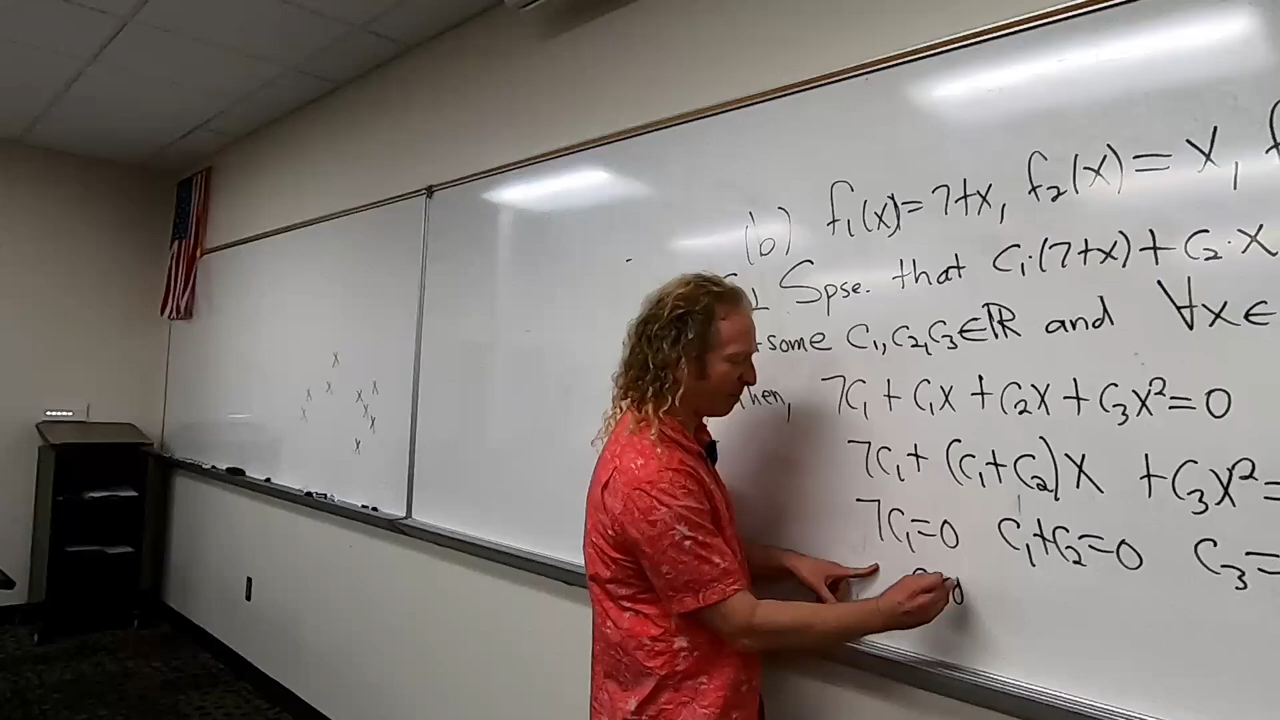 (b) f₁(x)=7+x, f₂(x)=x, f
Spse. that c₁·(7+x)+c₂·x
some c₁,c₂,c₃∈ℝ and ∀x∈
hen, 7c₁+c₁x+c₂x+c₃x²=0
7c₁+(c₁+c₂)x +c₃x²=
7c₁=0 c₁+c₂=0 c₃=